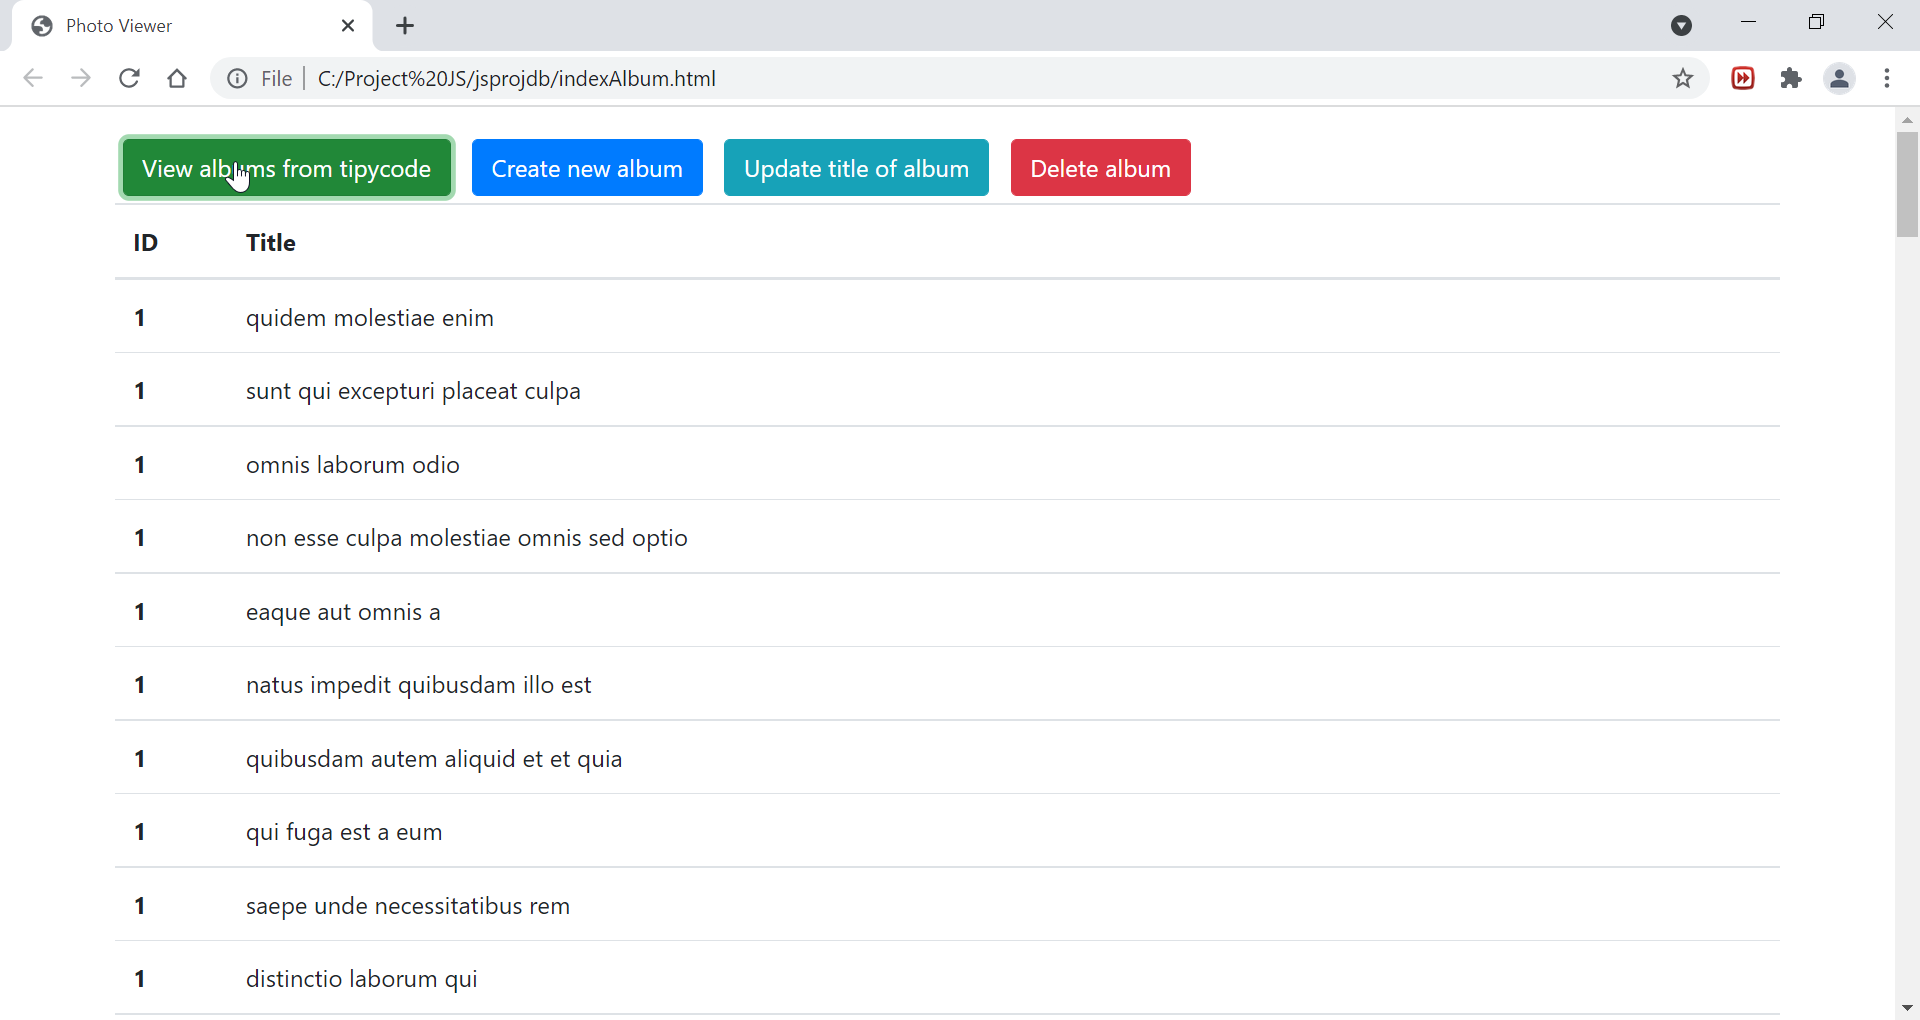 Photo Viewer
File C:/Project%20JS/jsprojdb/indexAlbum.html
View albums from tipycode Create new album Update title of album Delete album
ID Title
1 quidem molestiae enim
1 sunt qui excepturi placeat culpa
1 omnis laborum odio
1 non esse culpa molestiae omnis sed optio
1 eaque aut omnis a
1 natus impedit quibusdam illo est
1 quibusdam autem aliquid et et quia
1 qui fuga est a eum
1 saepe unde necessitatibus rem
1 distinctio laborum qui